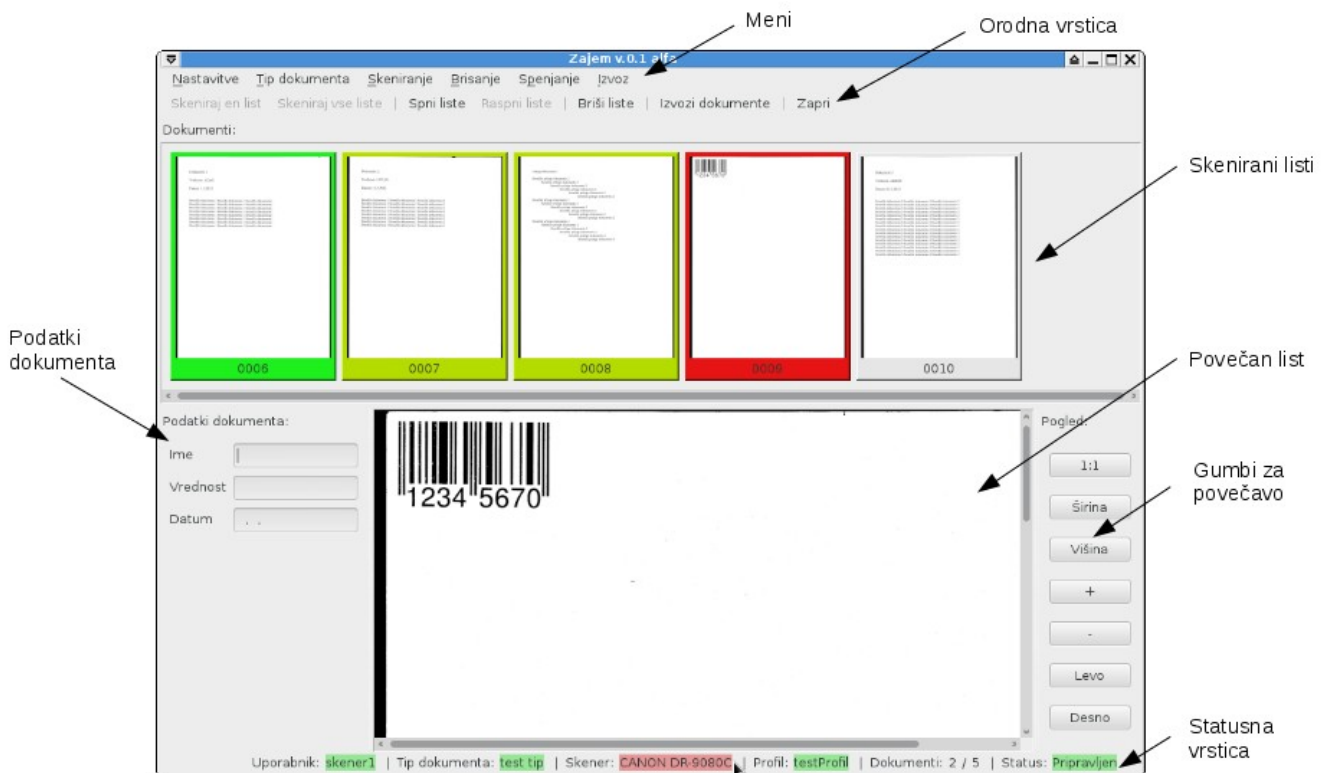 Meni
Orodna vrstica
Zajem v.0.1 alfa
Nastavitve Tip dokumenta Skeniranje Brisanje Spenjanje Izvoz
Skeniraj en list Skeniraj vse liste | Spni liste Raspni liste | Briši liste | Izvozi dokumente | Zapri
Dokumenti:
Skenirani listi
0006 0007 0008 0009 0010
Podatki
dokumenta
Povečan list
Podatki dokumenta:
Pogled:
Ime
Vrednost
Datum . .
1234 5670
1:1
Širina
Višina
+
-
Levo
Desno
Gumbi za
povečavo
Statusna
vrstica
Uporabnik: skener1 | Tip dokumenta: test tip | Skener: CANON DR-9080C | Profil: testProfil | Dokumenti: 2 / 5 | Status: Pripravljen